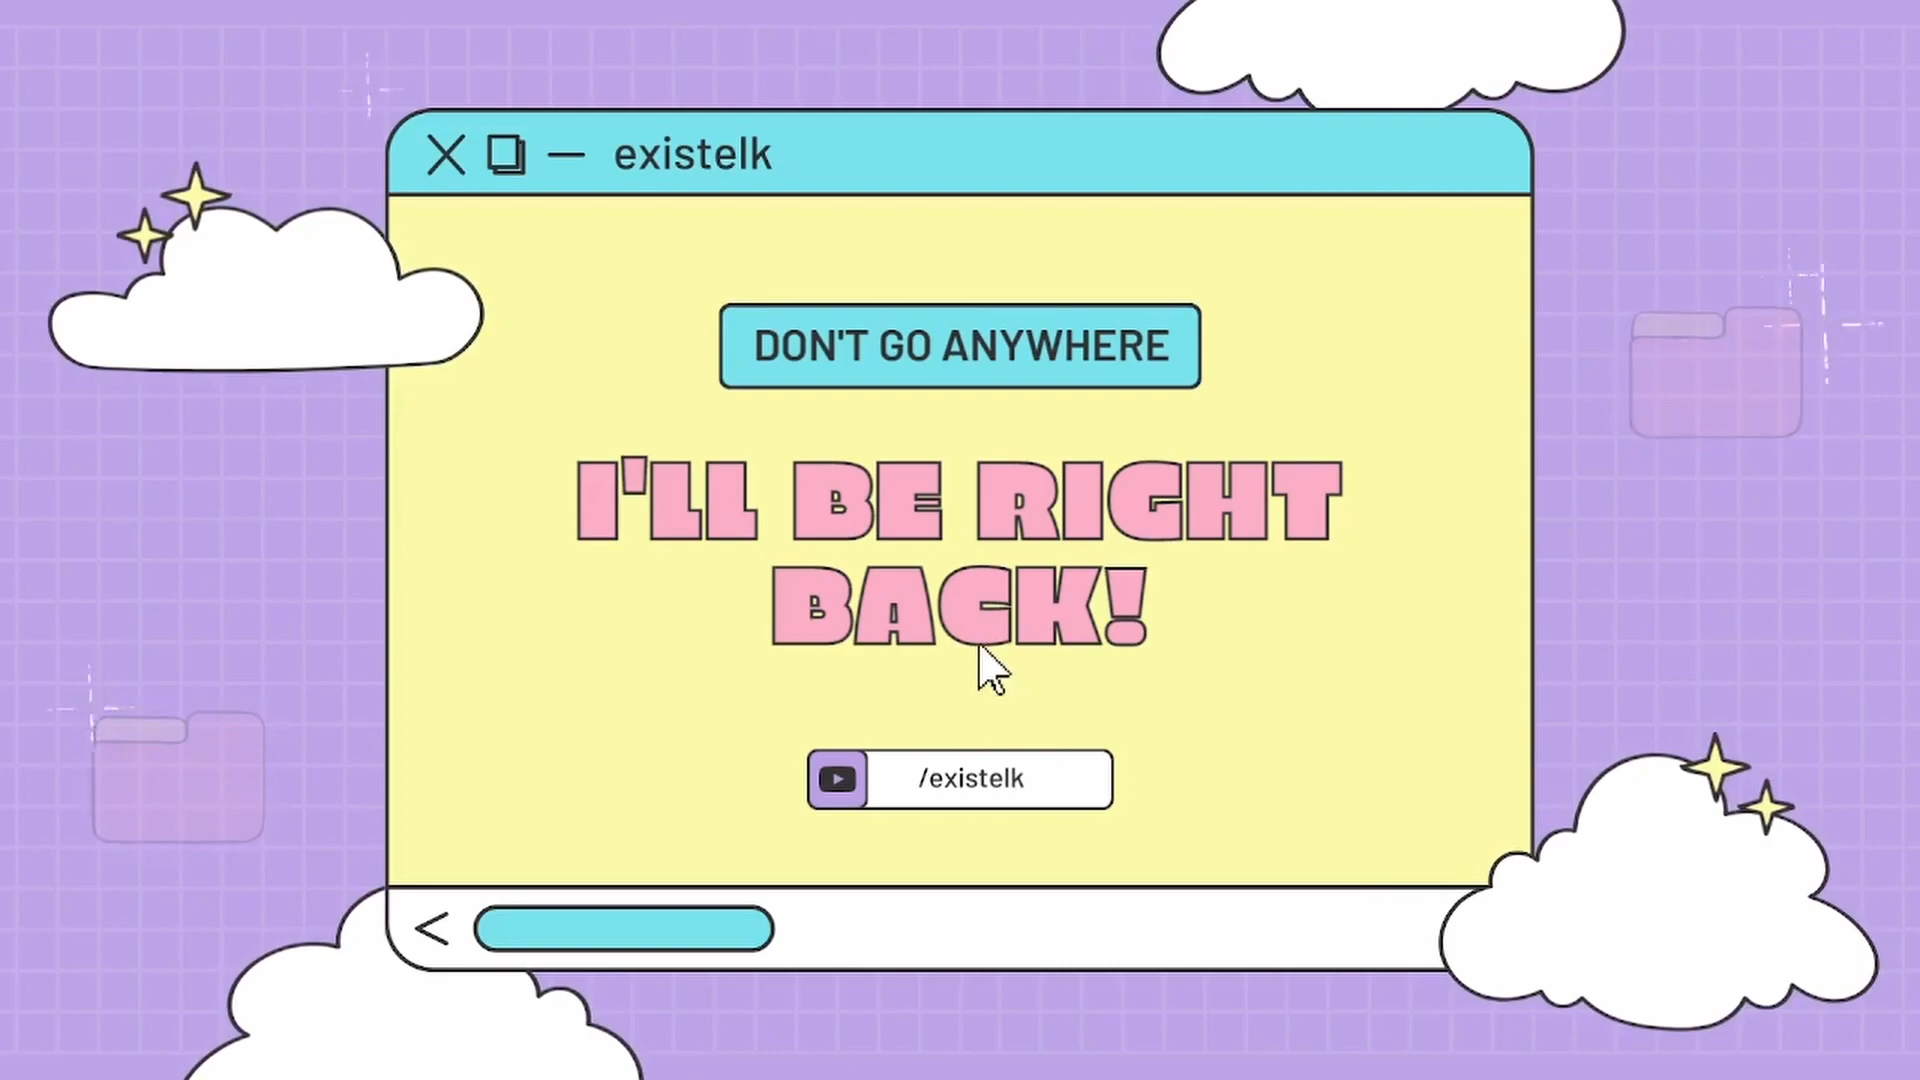 existelk
DON'T GO ANYWHERE
I'LL BE RIGHT
BACK!
/existelk